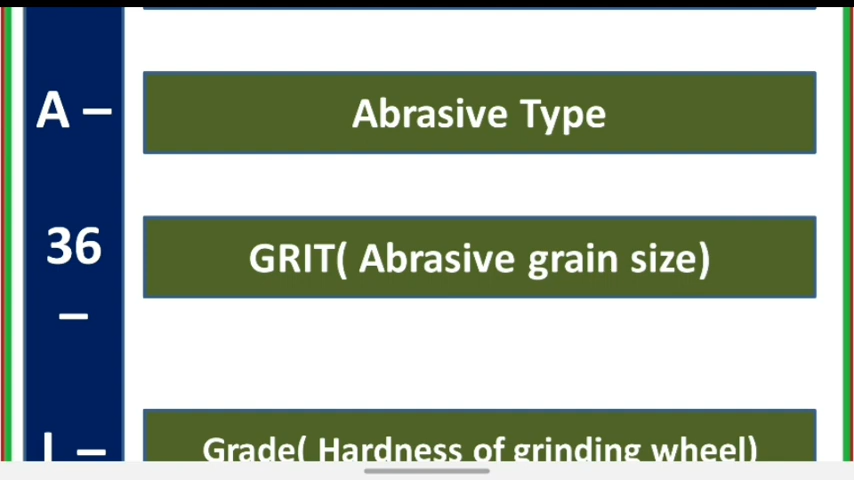 A –
Abrasive Type
36
–
GRIT( Abrasive grain size)
Grade( Hardness of grinding wheel)